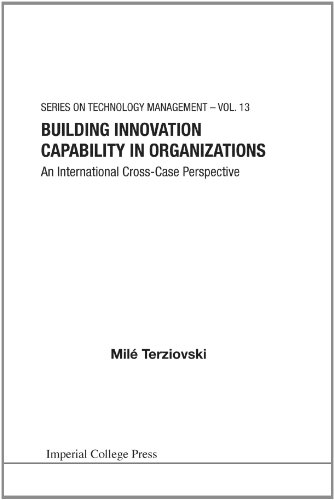 SERIES ON TECHNOLOGY MANAGEMENT – VOL. 13
BUILDING INNOVATION
CAPABILITY IN ORGANIZATIONS
An International Cross-Case Perspective
Milé Terziovski
Imperial College Press